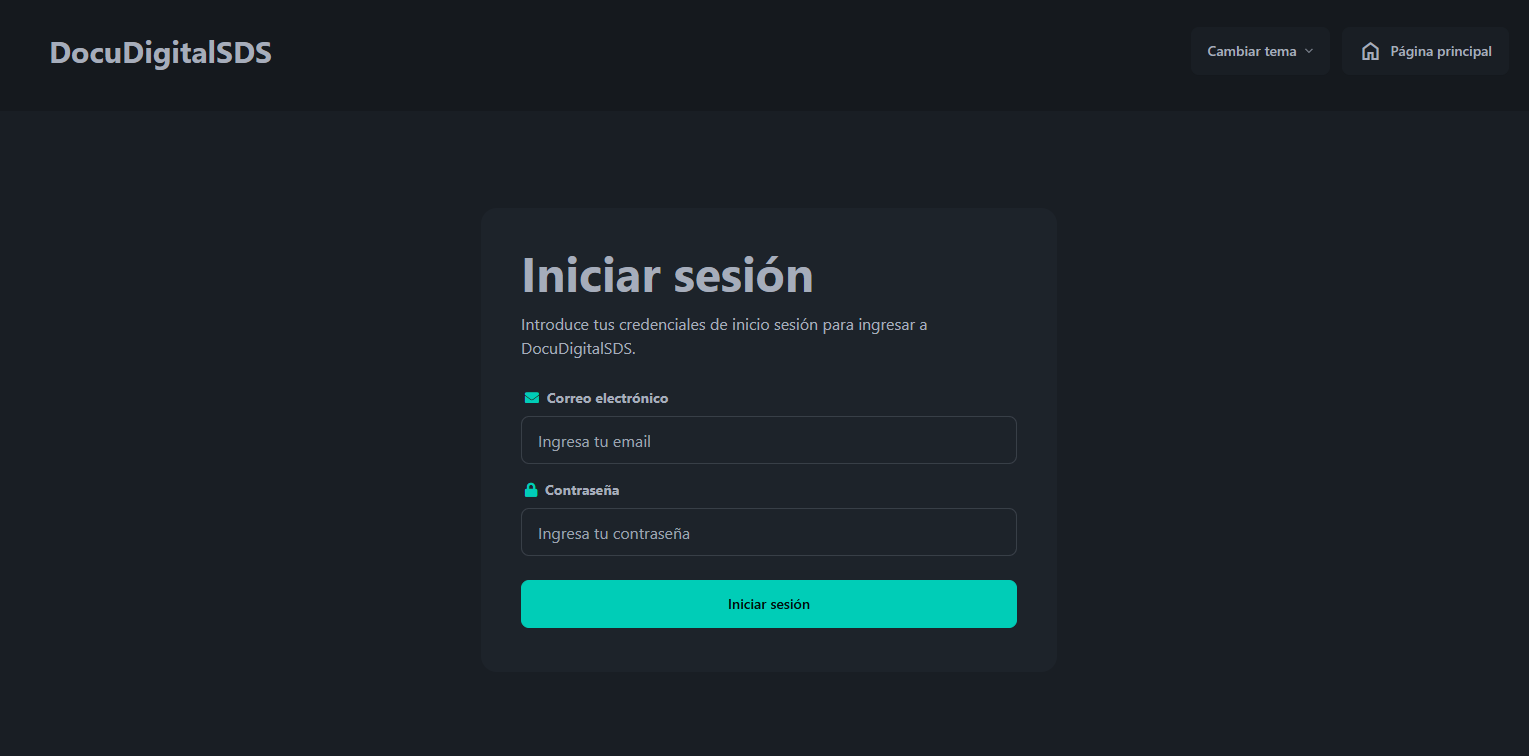 DocuDigitalSDS
Cambiar tema
Página principal
Iniciar sesión
Introduce tus credenciales de inicio sesión para ingresar a
DocuDigitalSDS.
Correo electrónico
Ingresa tu email
Contraseña
Ingresa tu contraseña
Iniciar sesión